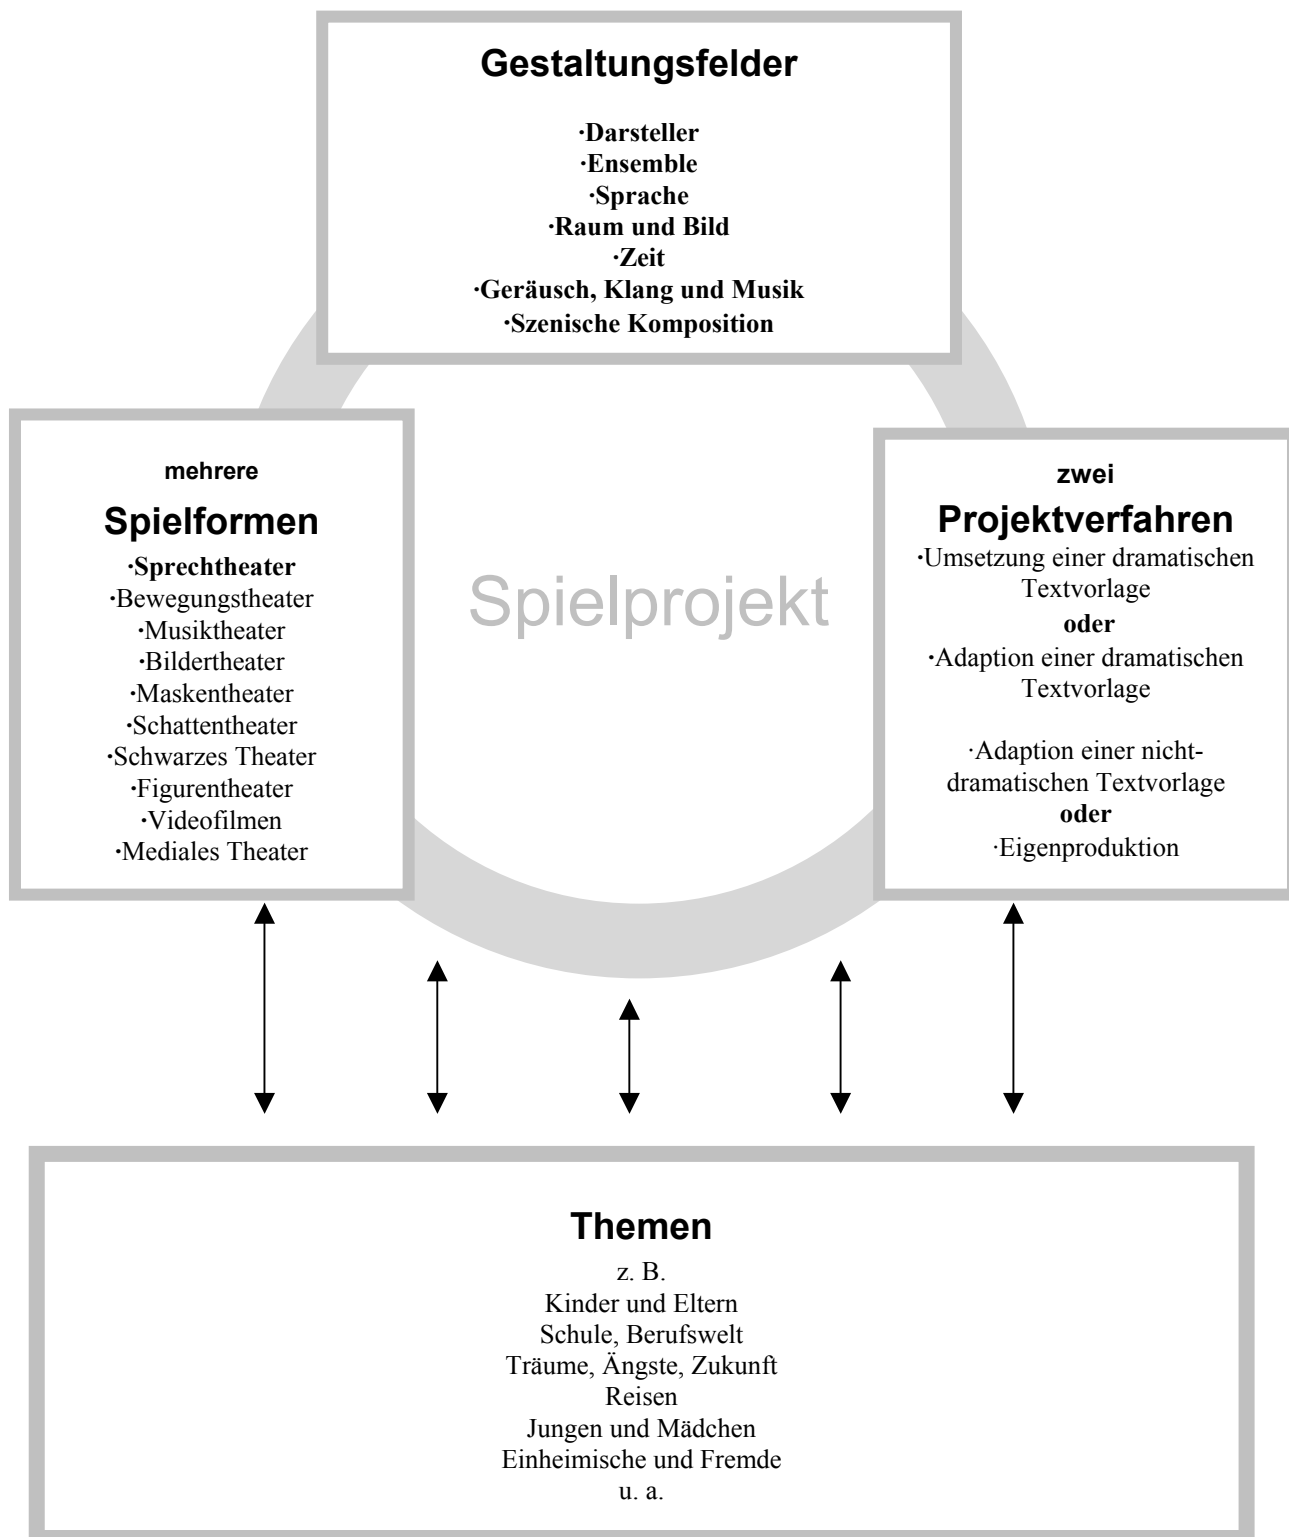 Gestaltungsfelder
·Darsteller
·Ensemble
·Sprache
·Raum und Bild
·Zeit
·Geräusch, Klang und Musik
·Szenische Komposition
mehrere
Spielformen
·Sprechtheater
·Bewegungstheater
·Musiktheater
·Bildertheater
·Maskentheater
·Schattentheater
·Schwarzes Theater
·Figurentheater
·Videofilmen
·Mediales Theater
Spielprojekt
zwei
Projektverfahren
·Umsetzung einer dramatischen
Textvorlage
oder
·Adaption einer dramatischen
Textvorlage
·Adaption einer nicht-
dramatischen Textvorlage
oder
·Eigenproduktion
Themen
z. B.
Kinder und Eltern
Schule, Berufswelt
Träume, Ängste, Zukunft
Reisen
Jungen und Mädchen
Einheimische und Fremde
u. a.